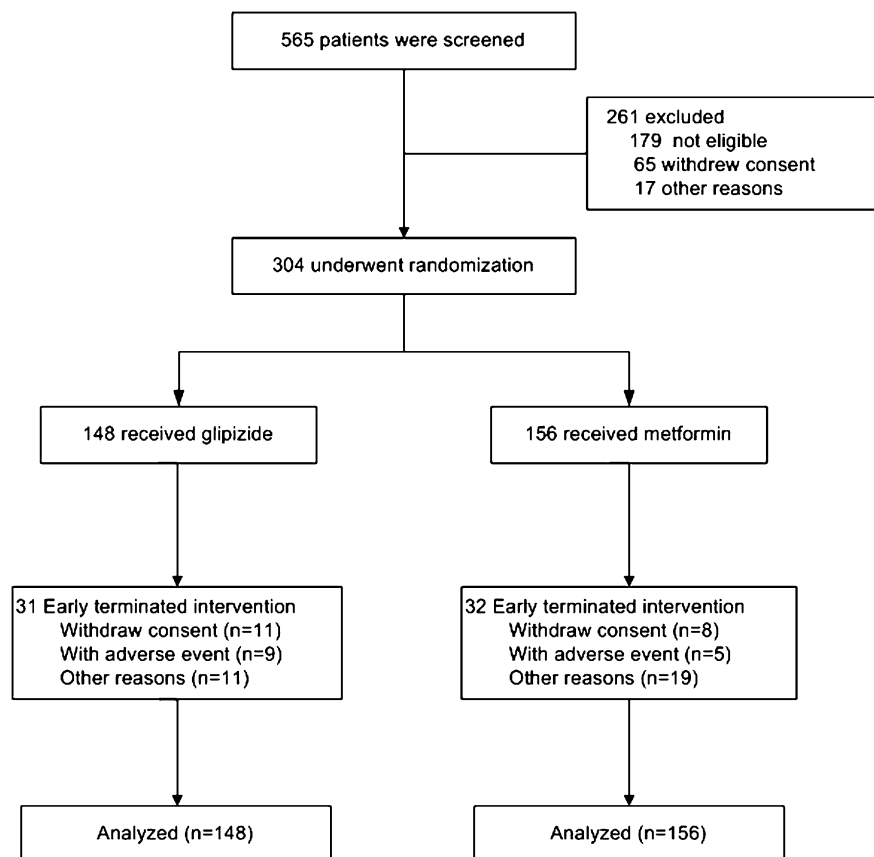 565 patients were screened
261 excluded
179 not eligible
65 withdrew consent
17 other reasons
304 underwent randomization
148 received glipizide
156 received metformin
31 Early terminated intervention
Withdraw consent (n=11)
With adverse event (n=9)
Other reasons (n=11)
32 Early terminated intervention
Withdraw consent (n=8)
With adverse event (n=5)
Other reasons (n=19)
Analyzed (n=148)
Analyzed (n=156)